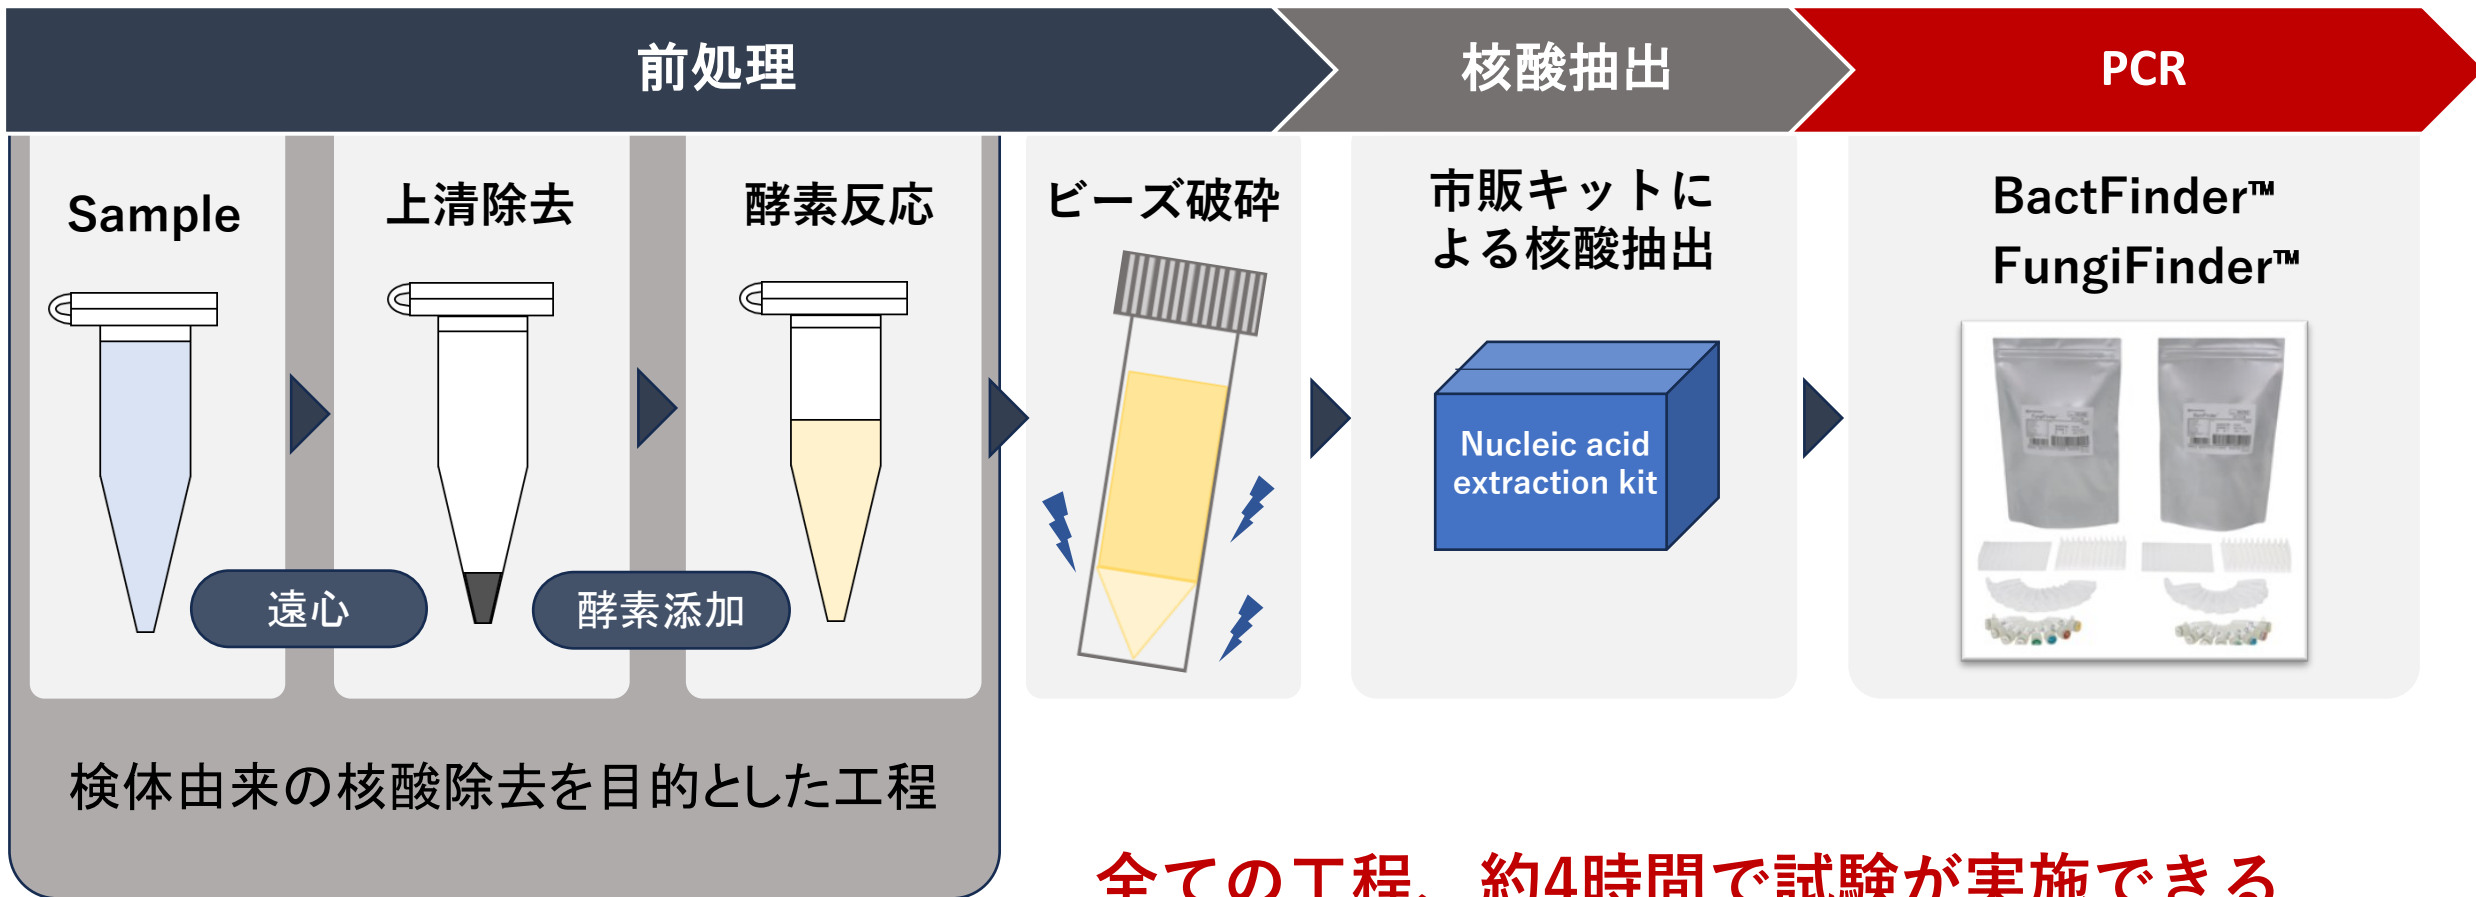 前処理
核酸抽出
PCR
Sample
上清除去
酵素反応
ビーズ破砕
市販キットに
よる核酸抽出
BactFinder™
FungiFinder™
Nucleic acid
extraction kit
遠心
酵素添加
検体由来の核酸除去を目的とした工程
全ての工程、約4時間で試験が実施できる